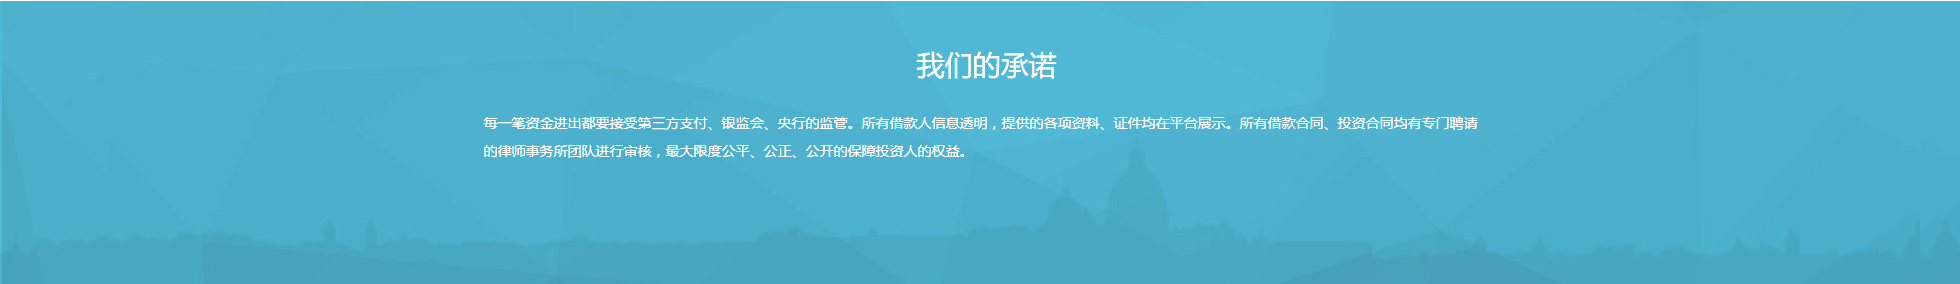 我们的承诺
每一笔资金进出都要接受第三方支付、银监会、央行的监管。所有借款人信息透明，提供的各项资料、证件均在平台展示。所有借款合同、投资合同均有专门聘请
的律师事务所团队进行审核，最大限度公平、公正、公开的保障投资人的权益。